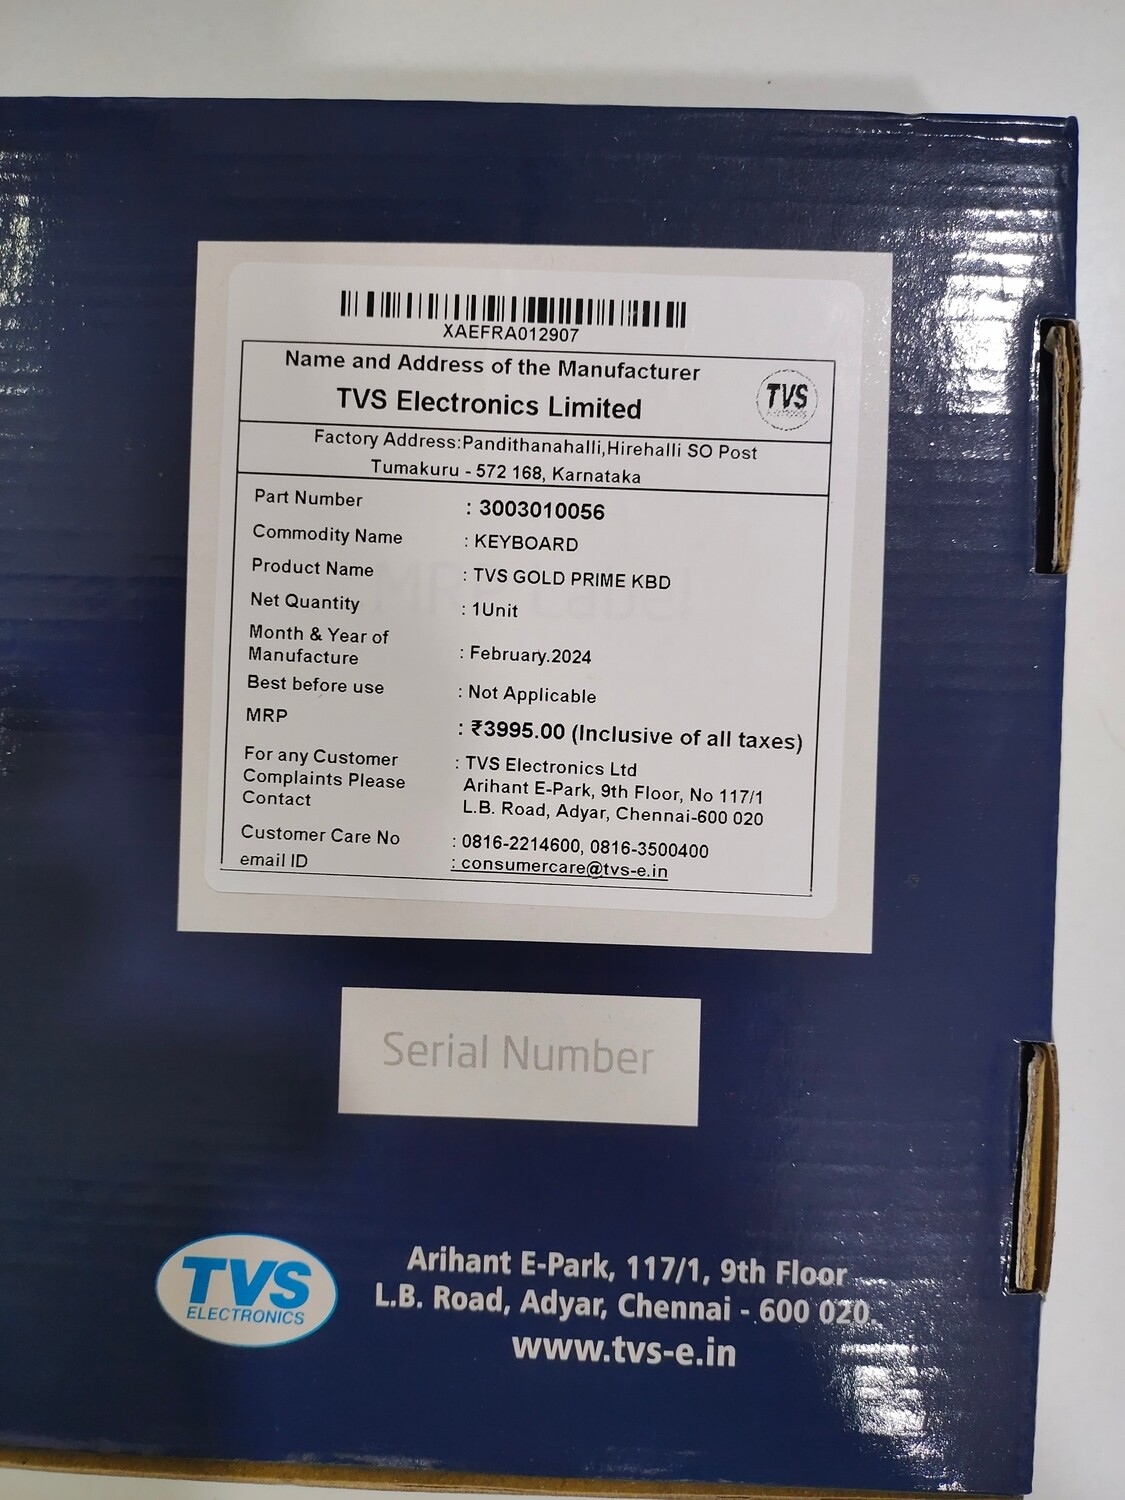 XAEFRA012907
Name and Address of the Manufacturer
TVS Electronics Limited
TVS
Factory Address:Pandithanahalli,Hirehalli SO Post
Tumakuru - 572 168, Karnataka
Part Number : 3003010056
Commodity Name : KEYBOARD
Product Name : TVS GOLD PRIME KBD
Net Quantity : 1Unit
Month & Year of
Manufacture : February.2024
Best before use : Not Applicable
MRP : ₹3995.00 (Inclusive of all taxes)
For any Customer : TVS Electronics Ltd
Complaints Please Arihant E-Park, 9th Floor, No 117/1
Contact L.B. Road, Adyar, Chennai-600 020
Customer Care No : 0816-2214600, 0816-3500400
email ID : consumercare@tvs-e.in
Serial Number
TVS
ELECTRONICS
Arihant E-Park, 117/1, 9th Floor
L.B. Road, Adyar, Chennai - 600 020.
www.tvs-e.in